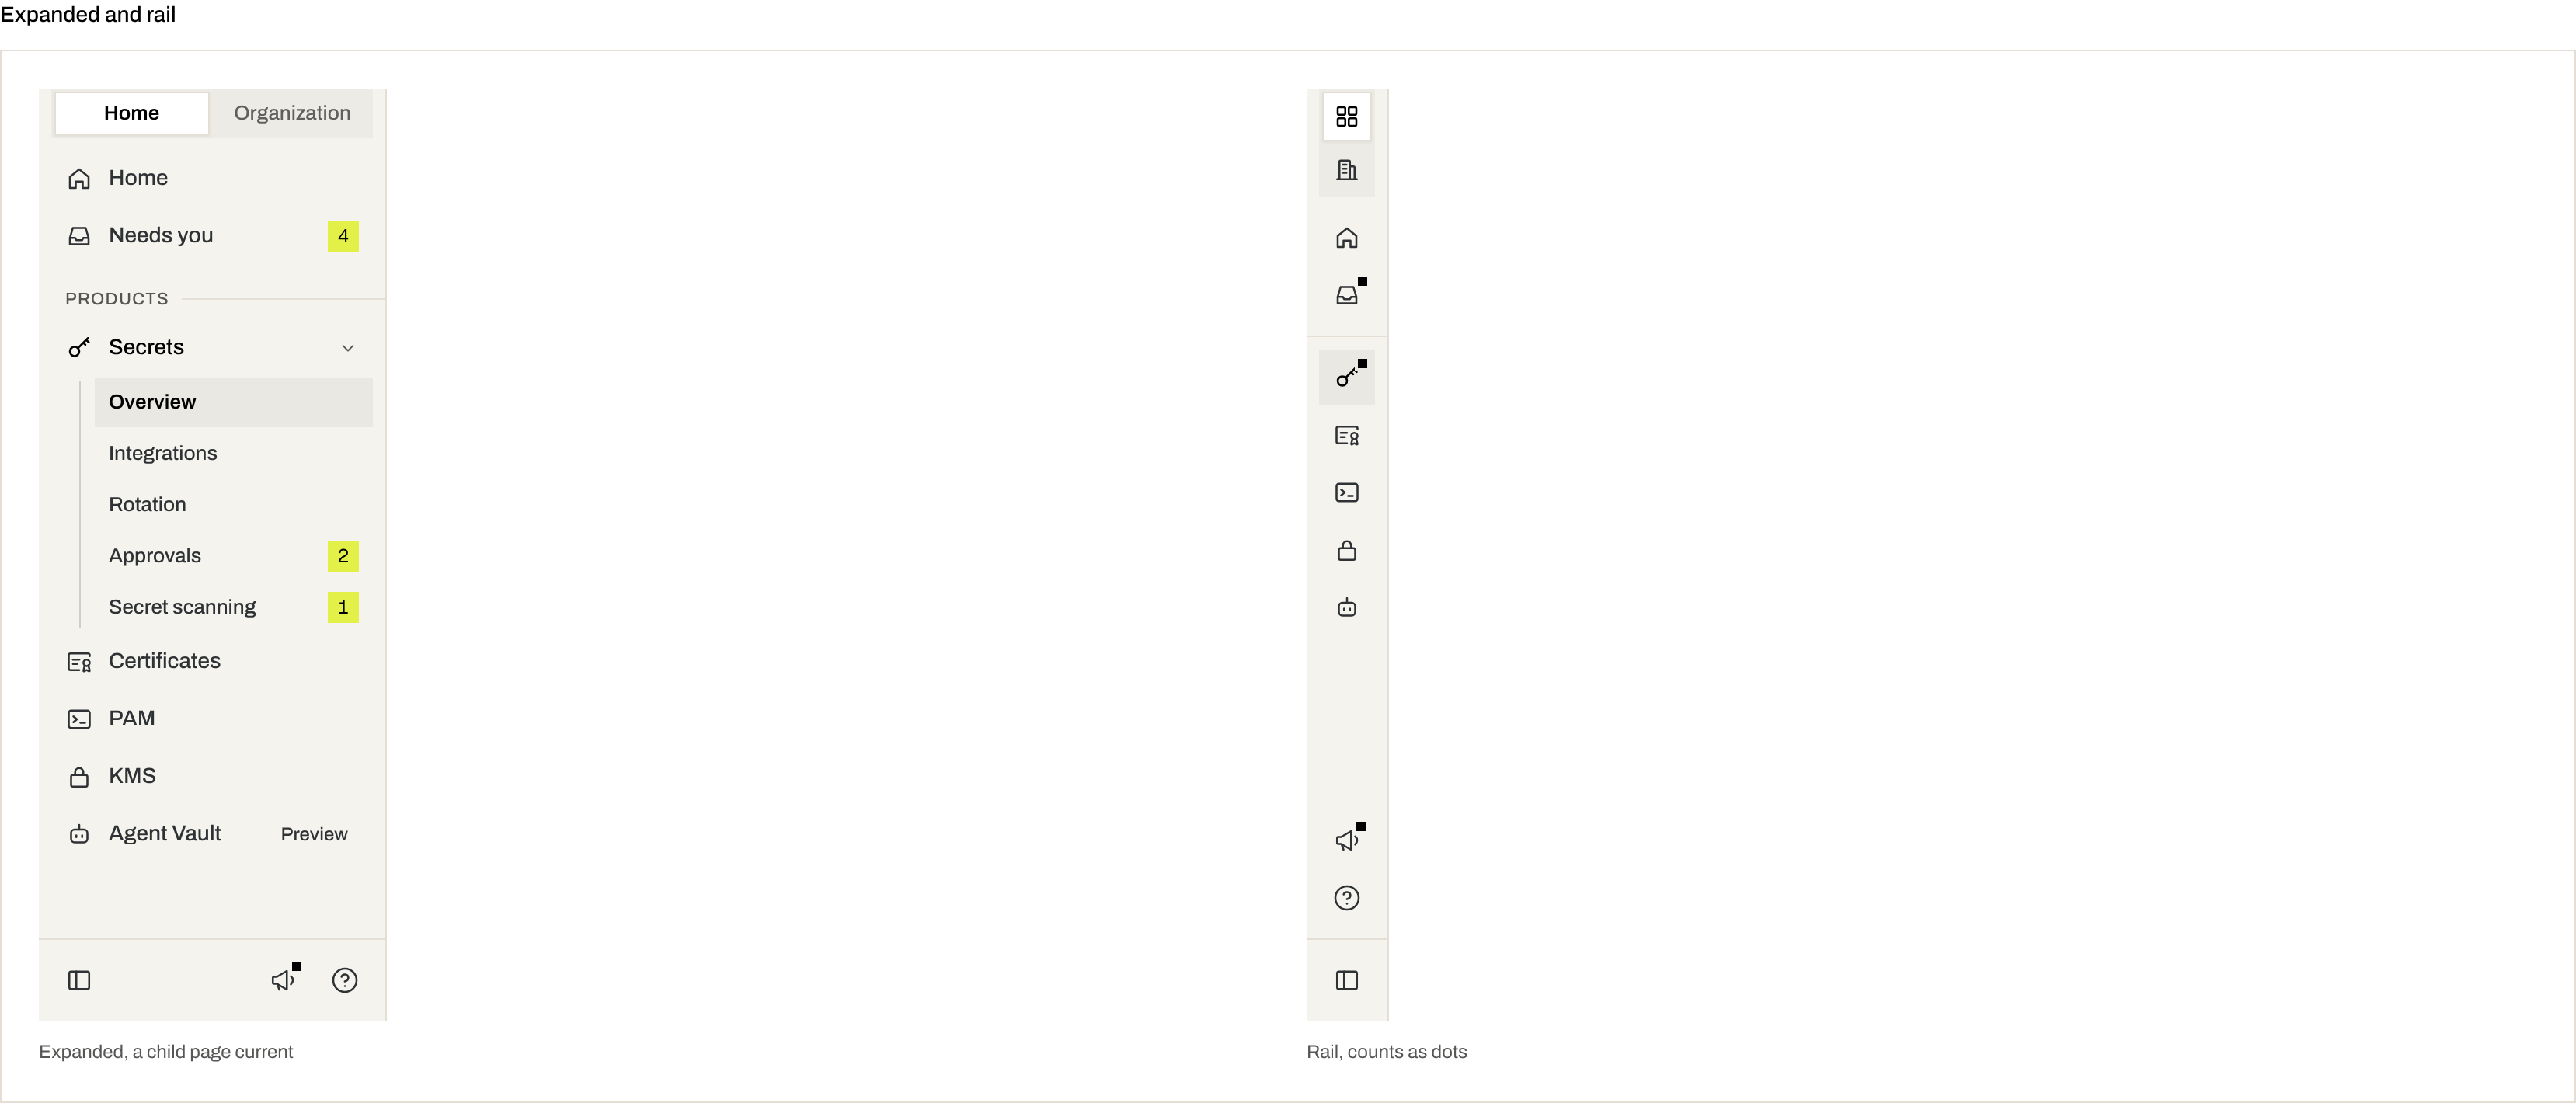 Expanded and rail
Home
Organization
Home
Needs you
4
PRODUCTS
Secrets
Overview
Integrations
Rotation
Approvals
2
Secret scanning
1
Certificates
PAM
KMS
Agent Vault
Preview
Expanded, a child page current
Rail, counts as dots